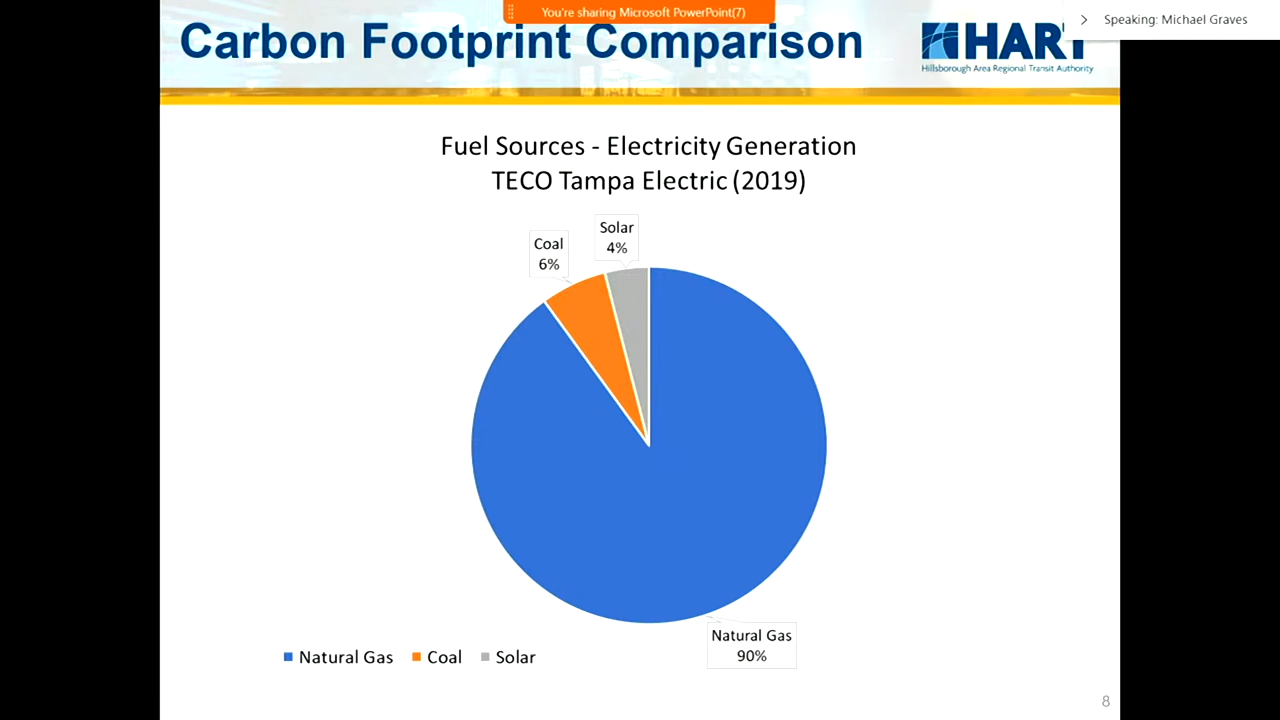 You're sharing Microsoft PowerPoint(7)
Speaking: Michael Graves
Carbon Footprint Comparison
HART
Hillsborough Area Regional Transit Authority
Fuel Sources - Electricity Generation
TECO Tampa Electric (2019)
Solar
4%
Coal
6%
Natural Gas
90%
Natural Gas Coal Solar
8